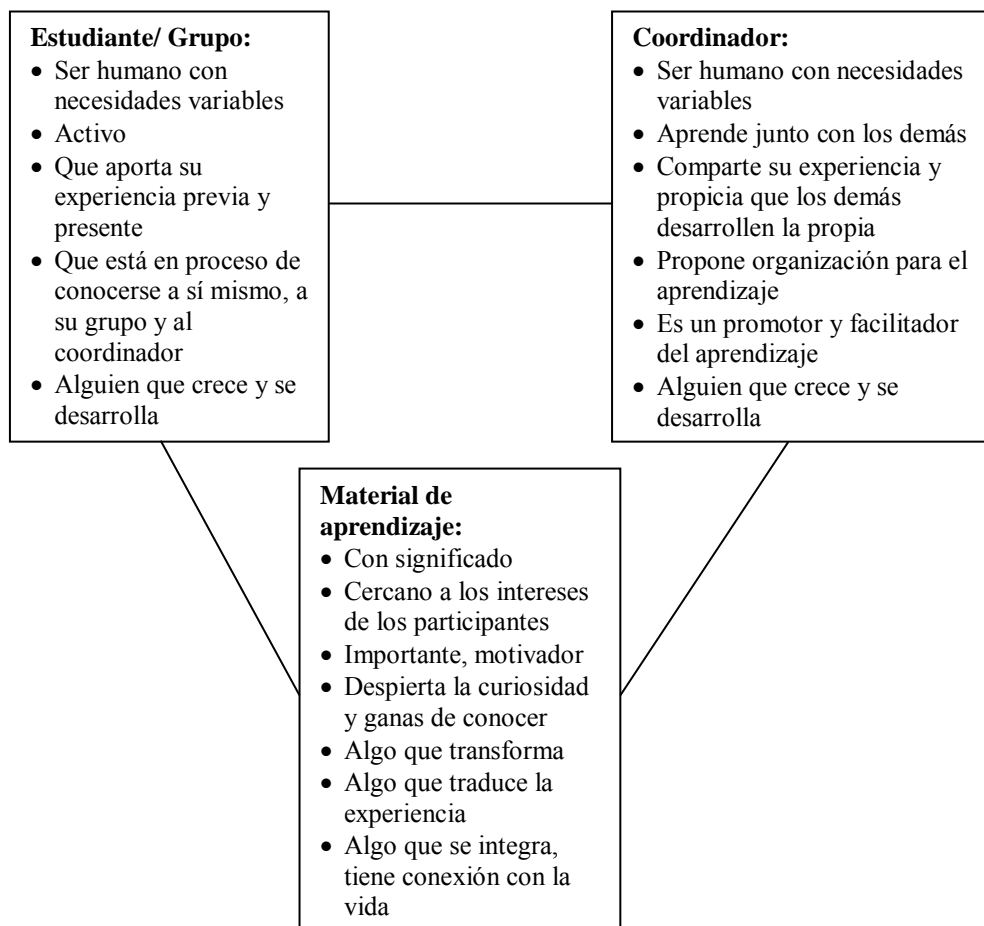 Estudiante/ Grupo:
• Ser humano con
necesidades variables
• Activo
• Que aporta su
experiencia previa y
presente
• Que está en proceso de
conocerse a sí mismo, a
su grupo y al
coordinador
• Alguien que crece y se
desarrolla
Coordinador:
• Ser humano con necesidades
variables
• Aprende junto con los demás
• Comparte su experiencia y
propicia que los demás
desarrollen la propia
• Propone organización para el
aprendizaje
• Es un promotor y facilitador
del aprendizaje
• Alguien que crece y se
desarrolla
Material de
aprendizaje:
• Con significado
• Cercano a los intereses
de los participantes
• Importante, motivador
• Despierta la curiosidad
y ganas de conocer
• Algo que transforma
• Algo que traduce la
experiencia
• Algo que se integra,
tiene conexión con la
vida